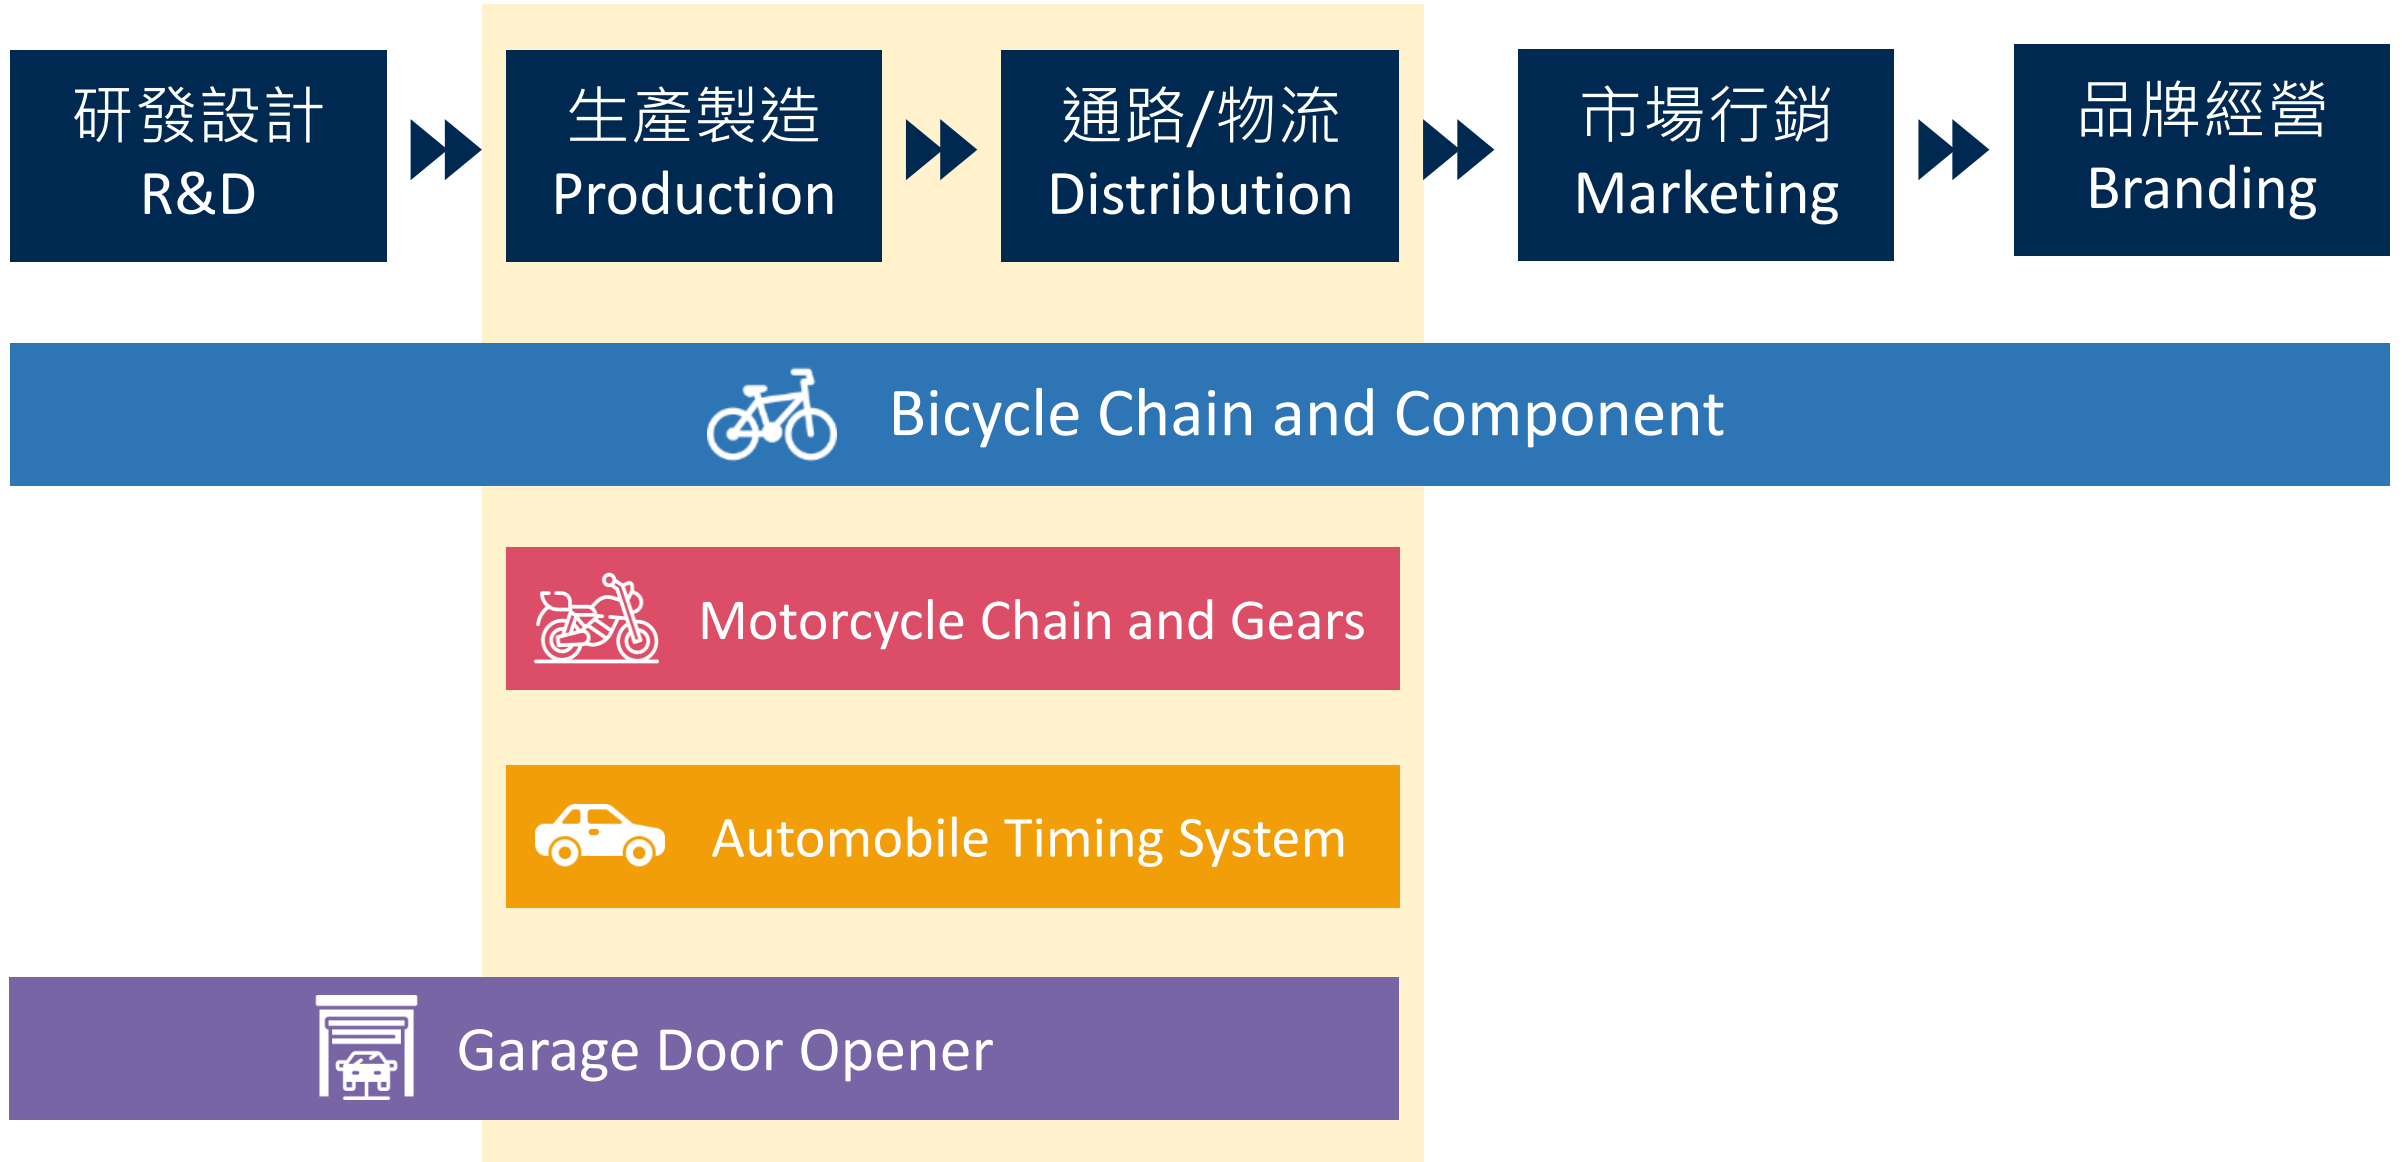 研發設計
R&D
生產製造
Production
通路/物流
Distribution
市場行銷
Marketing
品牌經營
Branding
Bicycle Chain and Component
Motorcycle Chain and Gears
Automobile Timing System
Garage Door Opener